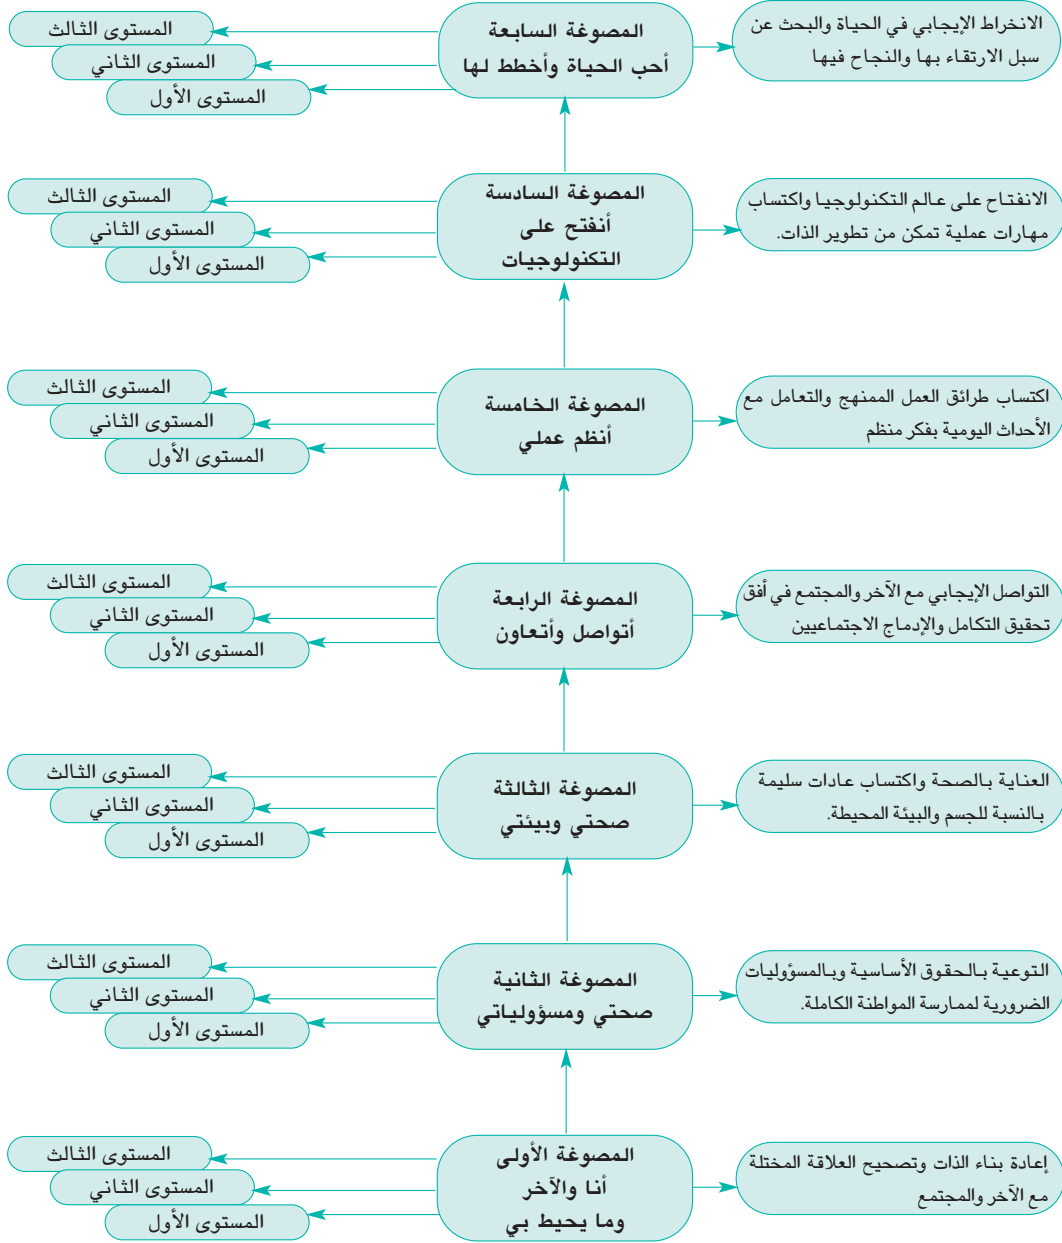 الانخراط الإيجابي في الحياة والبحث عن
سبل الارتقاء بها والنجاح فيها
المصوغة السابعة
أحب الحياة وأخطط لها
المستوى الثالث
المستوى الثاني
المستوى الأول
الانفتاح على عالم التكنولوجيا واكتساب
مهارات عملية تمكن من تطوير الذات.
المصوغة السادسة
أنفتح على
التكنولوجيات
المستوى الثالث
المستوى الثاني
المستوى الأول
اكتساب طرائق العمل الممنهج والتعامل مع
الأحداث اليومية بفكر منظم
المصوغة الخامسة
أنظم عملي
المستوى الثالث
المستوى الثاني
المستوى الأول
التواصل الإيجابي مع الآخر والمجتمع في أفق
تحقيق التكامل والإدماج الاجتماعيين
المصوغة الرابعة
أتواصل وأتعاون
المستوى الثالث
المستوى الثاني
المستوى الأول
العناية بالصحة واكتساب عادات سليمة
بالنسبة للجسم والبيئة المحيطة.
المصوغة الثالثة
صحتي وبيئتي
المستوى الثالث
المستوى الثاني
المستوى الأول
التوعية بالحقوق الأساسية وبالمسؤوليات
الضرورية لممارسة المواطنة الكاملة.
المصوغة الثانية
صحتي ومسؤولياتي
المستوى الثالث
المستوى الثاني
المستوى الأول
إعادة بناء الذات وتصحيح العلاقة المختلة
مع الآخر والمجتمع
المصوغة الأولى
أنا والآخر
وما يحيط بي
المستوى الثالث
المستوى الثاني
المستوى الأول